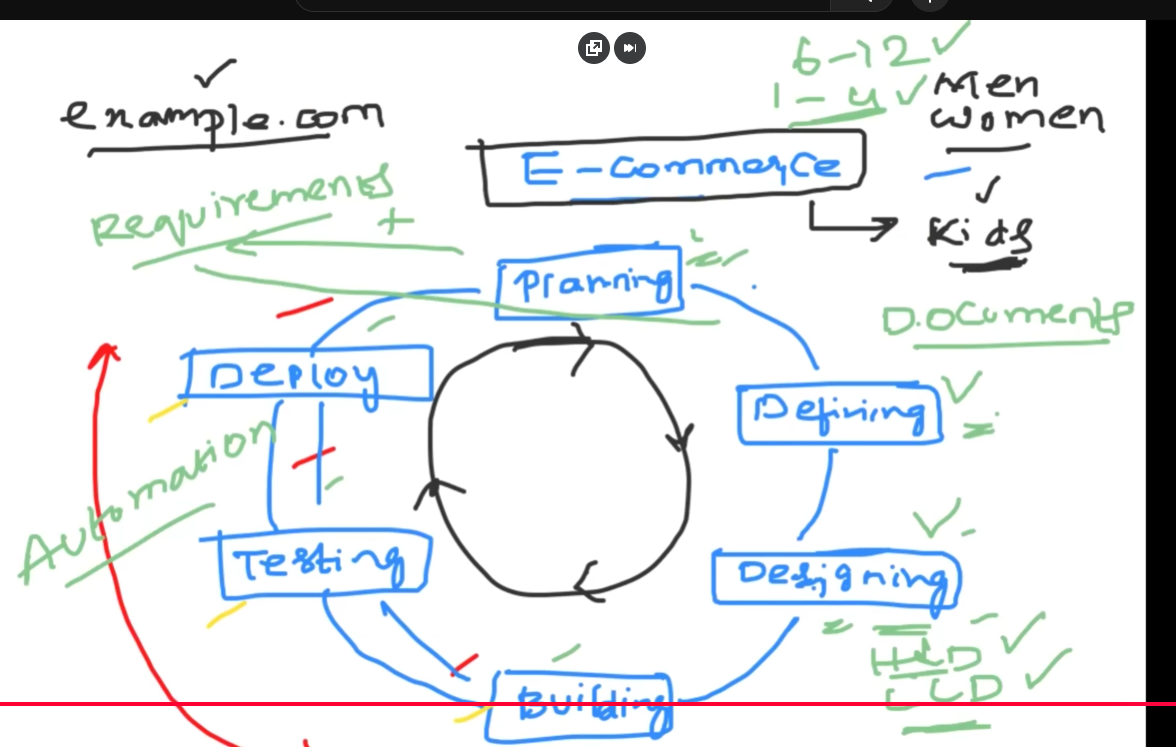 6-12
example.com
1-4
Men
Women
E-commerce
Requirements
+
Kids
Planning
Documents
Deploy
Defining
Automation
Testing
Designing
HLD
LLD
Building